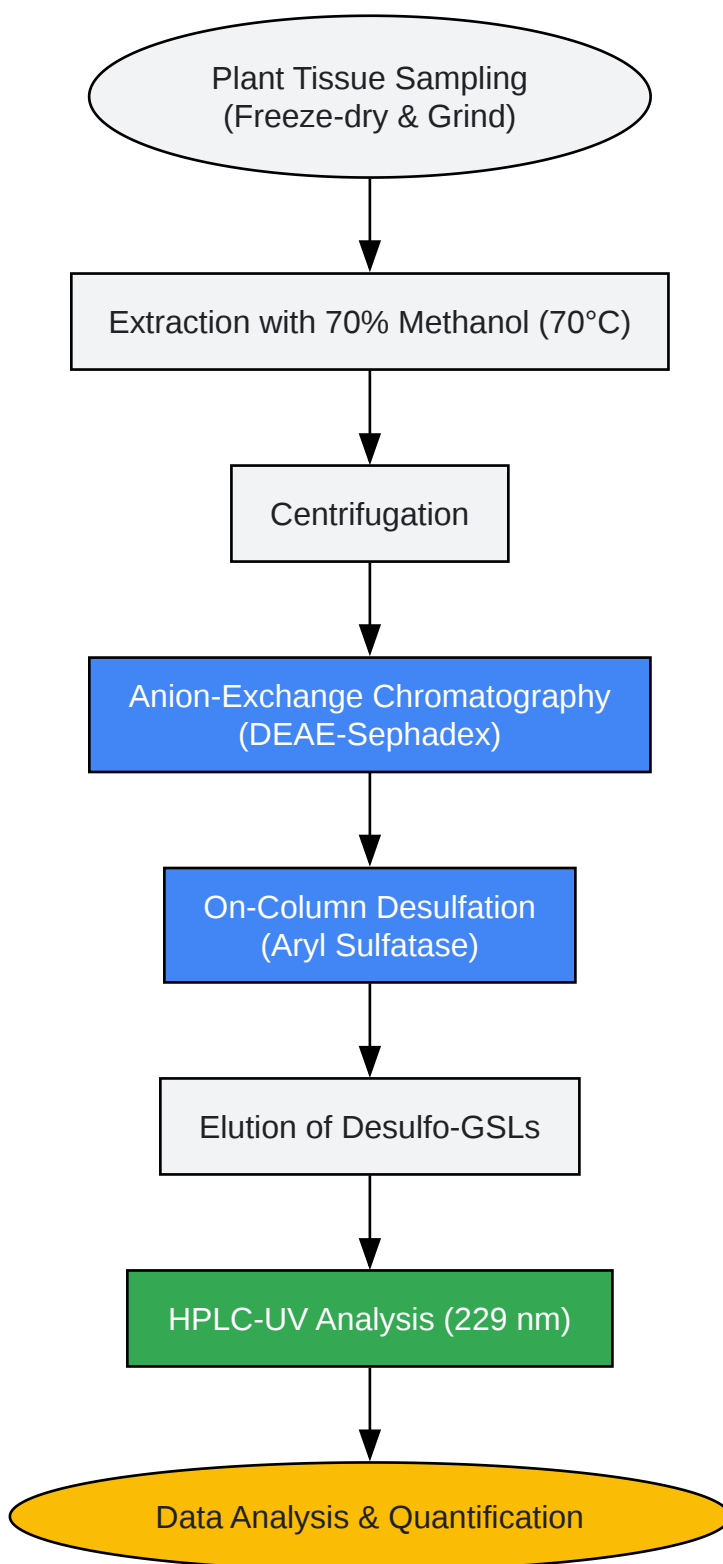 Plant Tissue Sampling
(Freeze-dry & Grind)
Extraction with 70% Methanol (70°C)
Centrifugation
Anion-Exchange Chromatography
(DEAE-Sephadex)
On-Column Desulfation
(Aryl Sulfatase)
Elution of Desulfo-GSLs
HPLC-UV Analysis (229 nm)
Data Analysis & Quantification